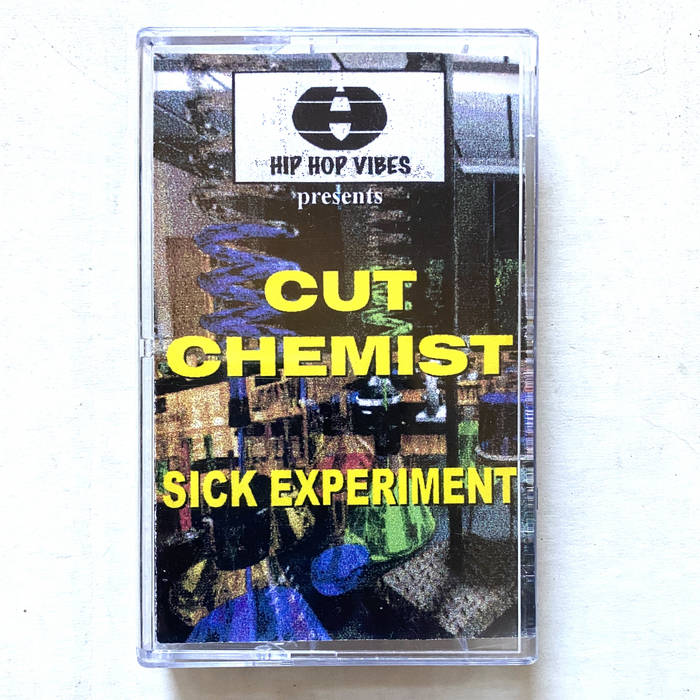 HIP HOP VIBES
presents
CUT
CHEMIST
SICK EXPERIMENT